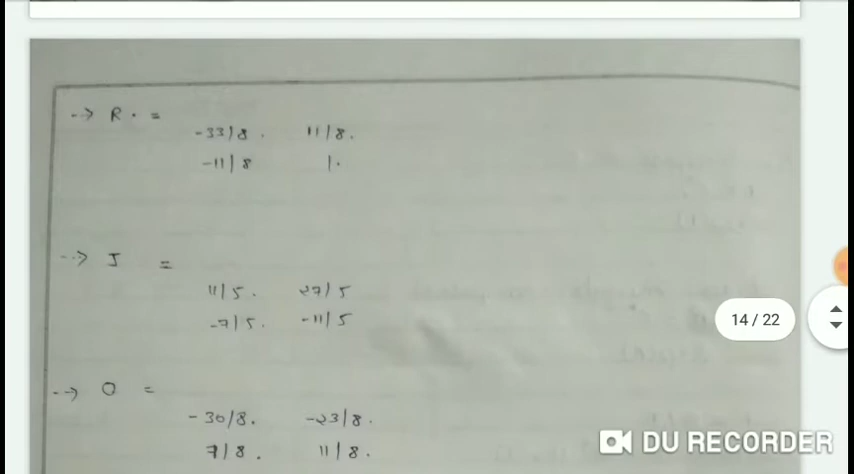 --> R . =
-33/8 . 11/8.
-11/8 1.
--> I =
11/5 . 27/5
-7/5 . -11/5
14 / 22
--> O =
-30/8. -23/8.
7/8 . 11/8.
DU RECORDER